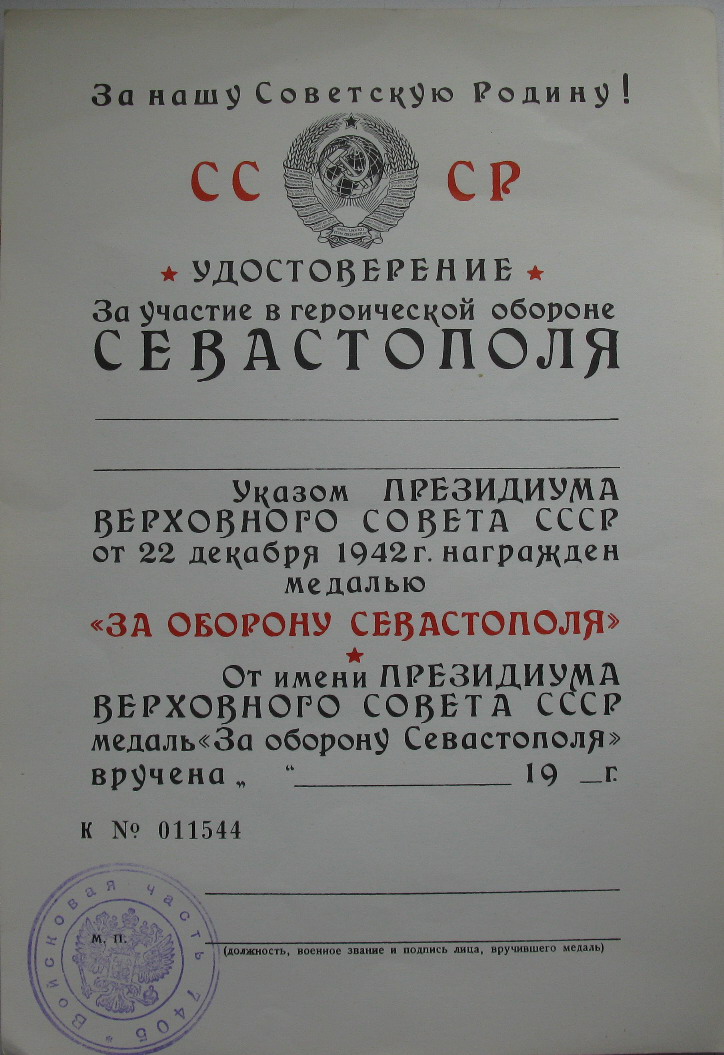 За нашу Советскую Родину!
СС СР
УДОСТОВЕРЕНИЕ
За участие в героической обороне
СЕВАСТОПОЛЯ
Указом ПРЕЗИДИУМА
ВЕРХОВНОГО СОВЕТА СССР
от 22 декабря 1942 г. награжден
медалью
«ЗА ОБОРОНУ СЕВАСТОПОЛЯ»
От имени ПРЕЗИДИУМА
ВЕРХОВНОГО СОВЕТА СССР
медаль «За оборону Севастополя»
вручена „ “ 19 г.
К № 011544
М. П.
(должность, военное звание и подпись лица, вручившего медаль)
Войсковая часть 7405